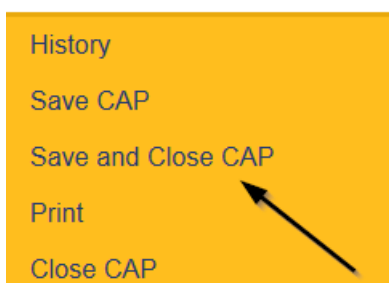 History
Save CAP
Save and Close CAP
Print
Close CAP